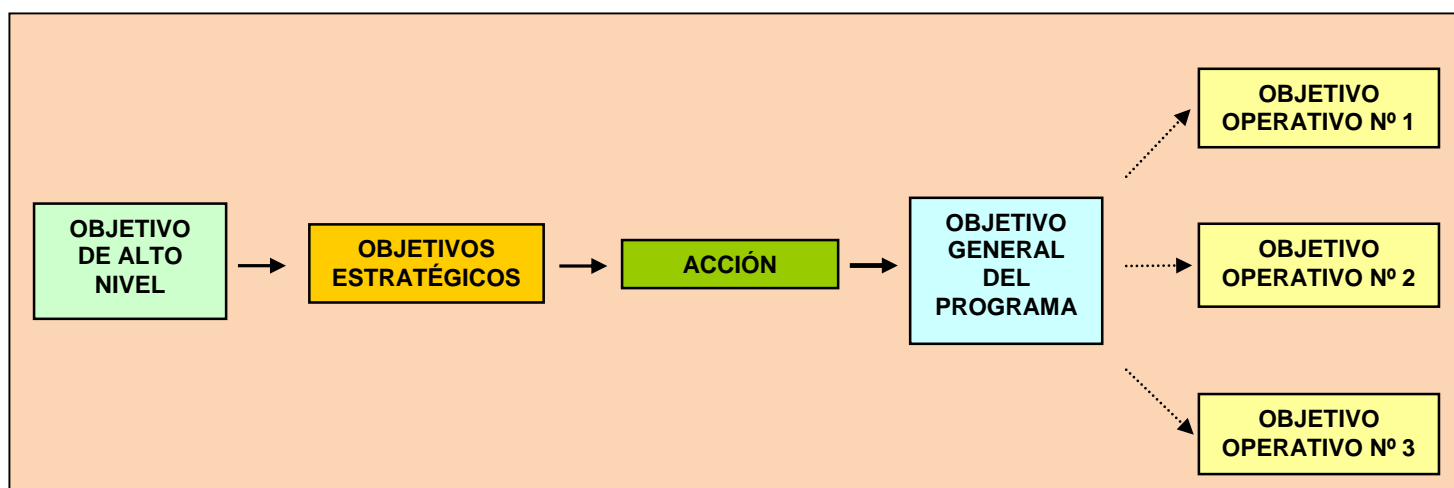 OBJETIVO
DE ALTO
NIVEL
OBJETIVOS
ESTRATÉGICOS
ACCIÓN
OBJETIVO
GENERAL
DEL
PROGRAMA
OBJETIVO
OPERATIVO Nº 1
OBJETIVO
OPERATIVO Nº 2
OBJETIVO
OPERATIVO Nº 3